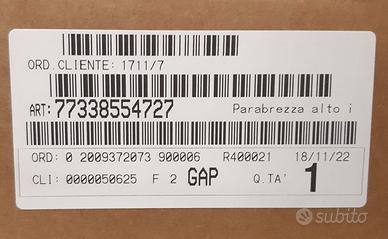 ORD.CLIENTE: 1711/7
ART: 77338554727 Parabrezza alto i
ORD: 0 2009372073 900006 R400021 18/11/22
CLI: 0000050625 F 2 GAP Q.TA' 1
subito